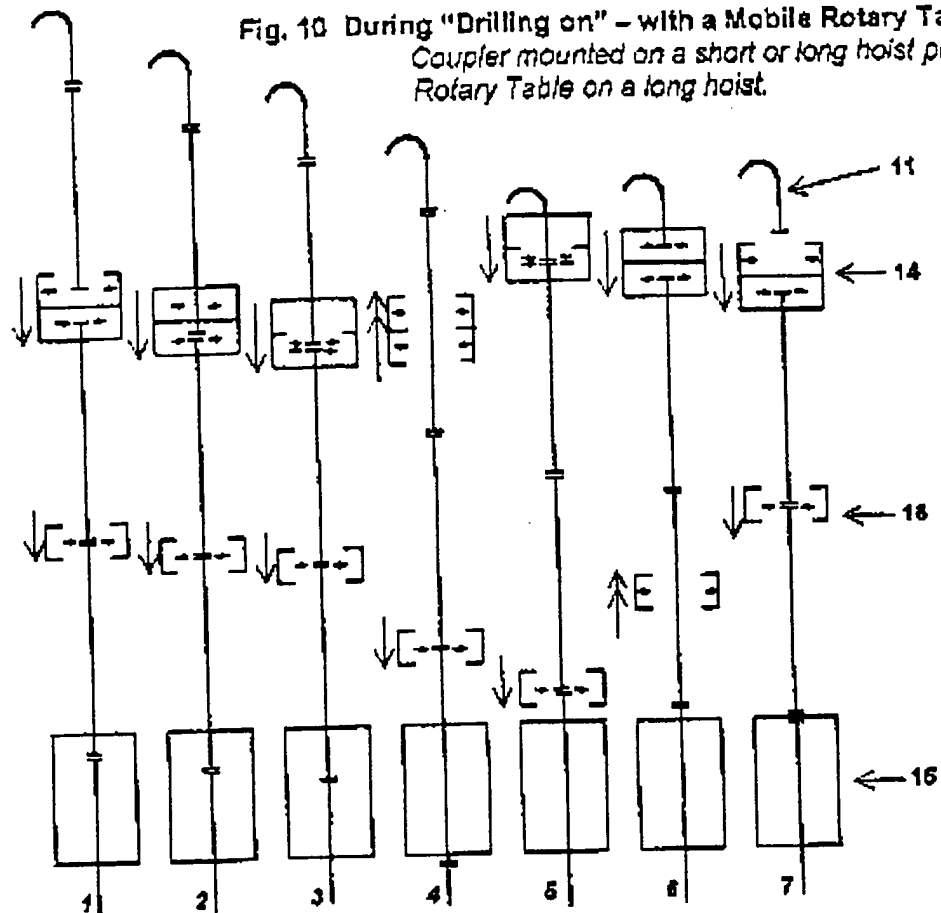 Fig. 10 During "Drilling on" – with a Mobile Rotary Ta
Coupler mounted on a short or long hoist p
Rotary Table on a long hoist.
11
14
16
15
1 2 3 4 5 6 7